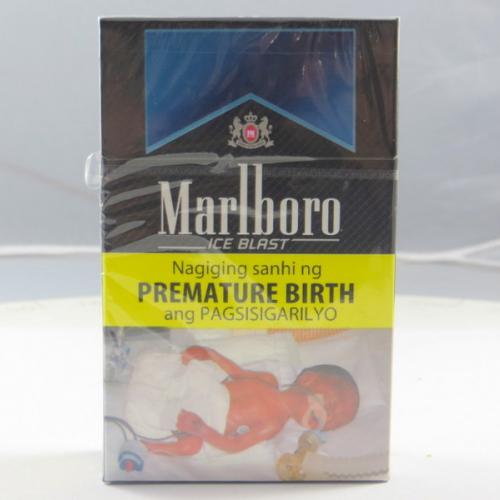 Marlboro
ICE BLAST
Nagiging sanhi ng
PREMATURE BIRTH
ang PAGSISIGARILYO